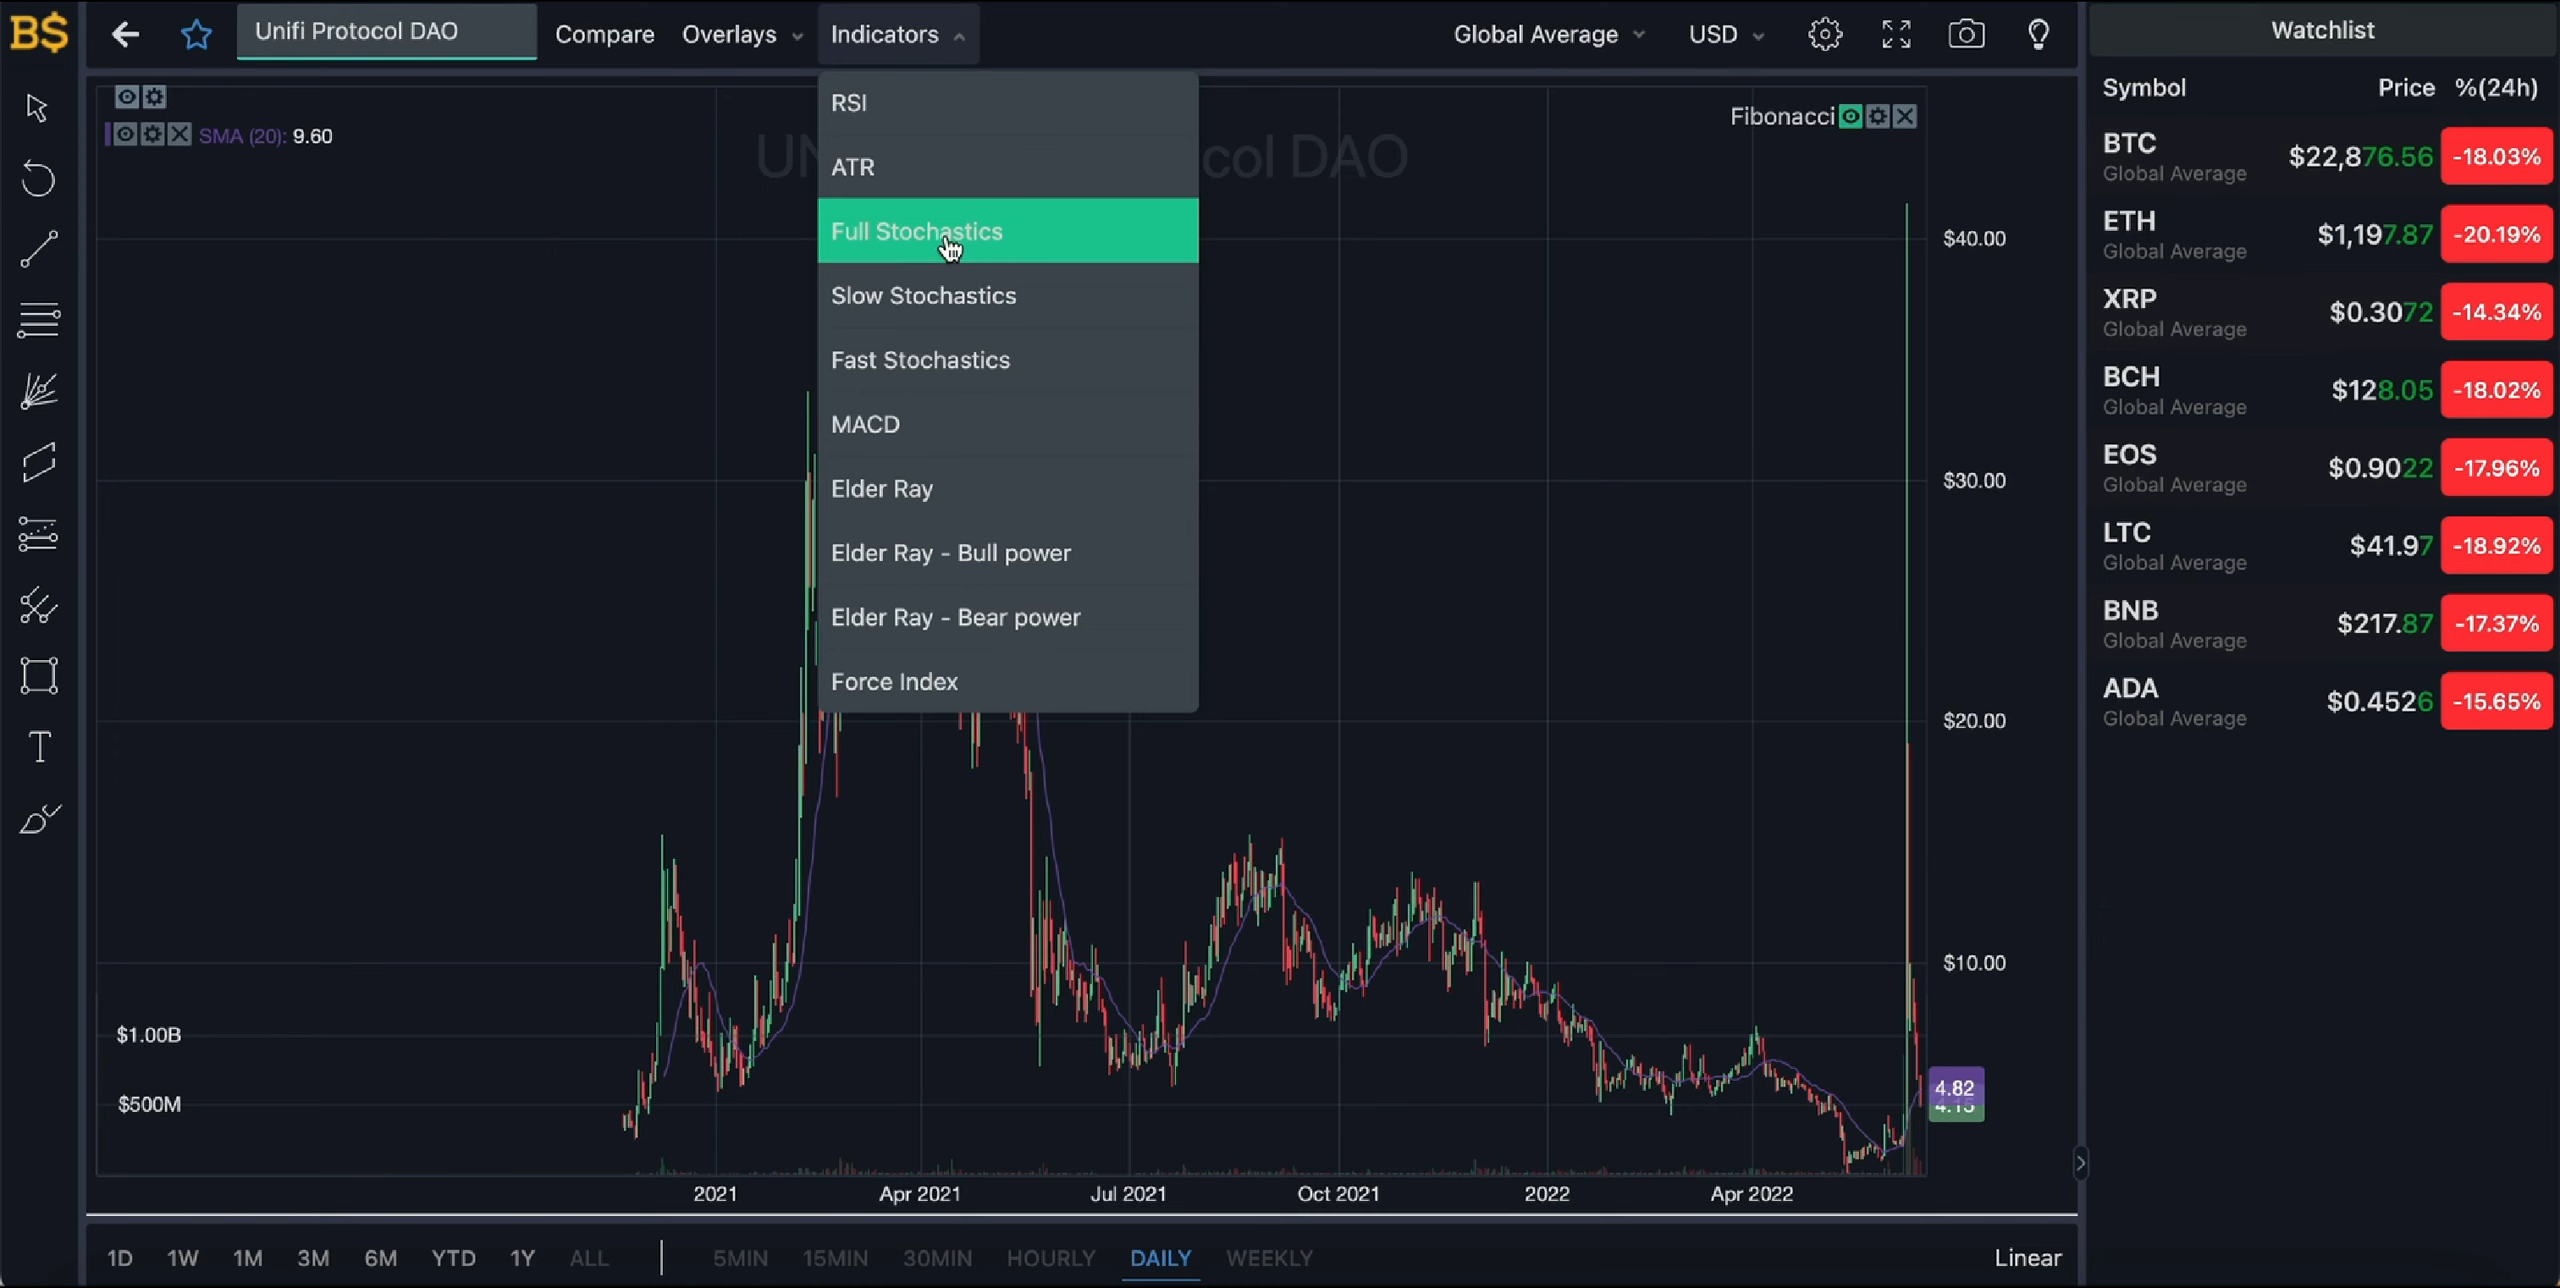 B$
Unifi Protocol DAO
Compare
Overlays
Indicators
Global Average
USD
RSI
ATR
Full Stochastics
Slow Stochastics
Fast Stochastics
MACD
Elder Ray
Elder Ray - Bull power
Elder Ray - Bear power
Force Index
SMA (20): 9.60
UN
col DAO
Fibonacci
$40.00
$30.00
$20.00
$10.00
4.82
4.15
$1.00B
$500M
2021 Apr 2021 Jul 2021 Oct 2021 2022 Apr 2022
1D 1W 1M 3M 6M YTD 1Y ALL 5MIN 15MIN 30MIN HOURLY DAILY WEEKLY Linear
Watchlist
Symbol Price %(24h)
BTC $22,876.56 -18.03%
Global Average
ETH $1,197.87 -20.19%
Global Average
XRP $0.3072 -14.34%
Global Average
BCH $128.05 -18.02%
Global Average
EOS $0.9022 -17.96%
Global Average
LTC $41.97 -18.92%
Global Average
BNB $217.87 -17.37%
Global Average
ADA $0.4526 -15.65%
Global Average
T